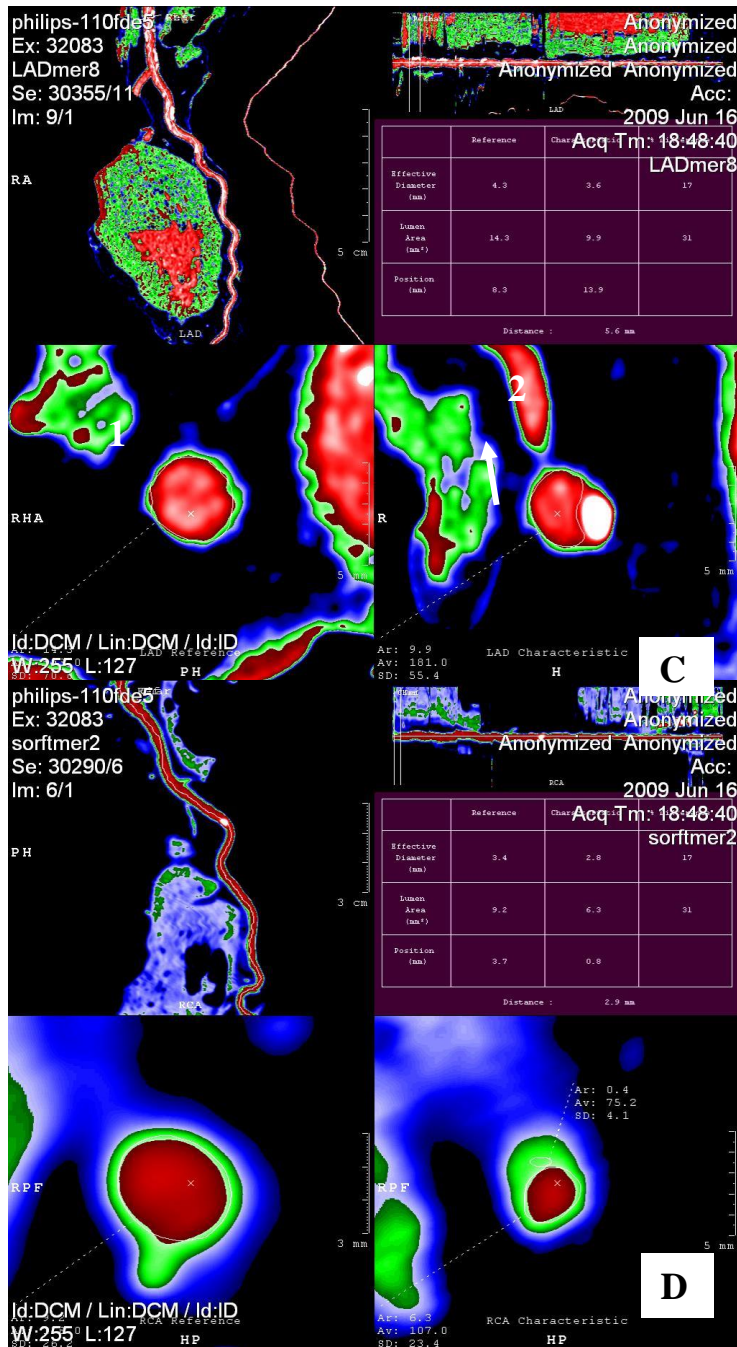 philips-110fde5
Ex: 32083
LADmer8
Se: 30355/11
Im: 9/1
RA
5 cm
LAD
Anonymized
Anonymized
Anonymized Anonymized
Acc:
2009 Jun 16
Acq Tm: 18:48:40
LADmer8
LAD
Reference
Effective Diameter (mm) 4.3 3.6 17
Lumen Area (mm²) 14.3 9.9 31
Position (mm) 8.3 13.9
Distance : 5.6 mm
1
RHA
5 mm
Id:DCM / Lin:DCM / Id:ID
W:255 L:127
LAD Reference
PH
2
R
5 mm
Ar: 9.9
Av: 181.0
SD: 55.4
LAD Characteristic
H
C
philips-110fde5
Ex: 32083
sorftmer2
Se: 30290/6
Im: 6/1
PH
3 cm
RCA
Anonymized
Anonymized
Anonymized Anonymized
Acc:
2009 Jun 16
Acq Tm: 18:48:40
sorftmer2
RCA
Reference
Effective Diameter (mm) 3.4 2.8 17
Lumen Area (mm²) 9.2 6.3 31
Position (mm) 3.7 0.8
Distance : 2.9 mm
RPF
3 mm
Id:DCM / Lin:DCM / Id:ID
W:255 L:127
RCA Reference
SD: 26.2
HP
Ar: 0.4
Av: 75.2
SD: 4.1
RPF
5 mm
Ar: 6.3
Av: 107.0
SD: 23.4
RCA Characteristic
HP
D